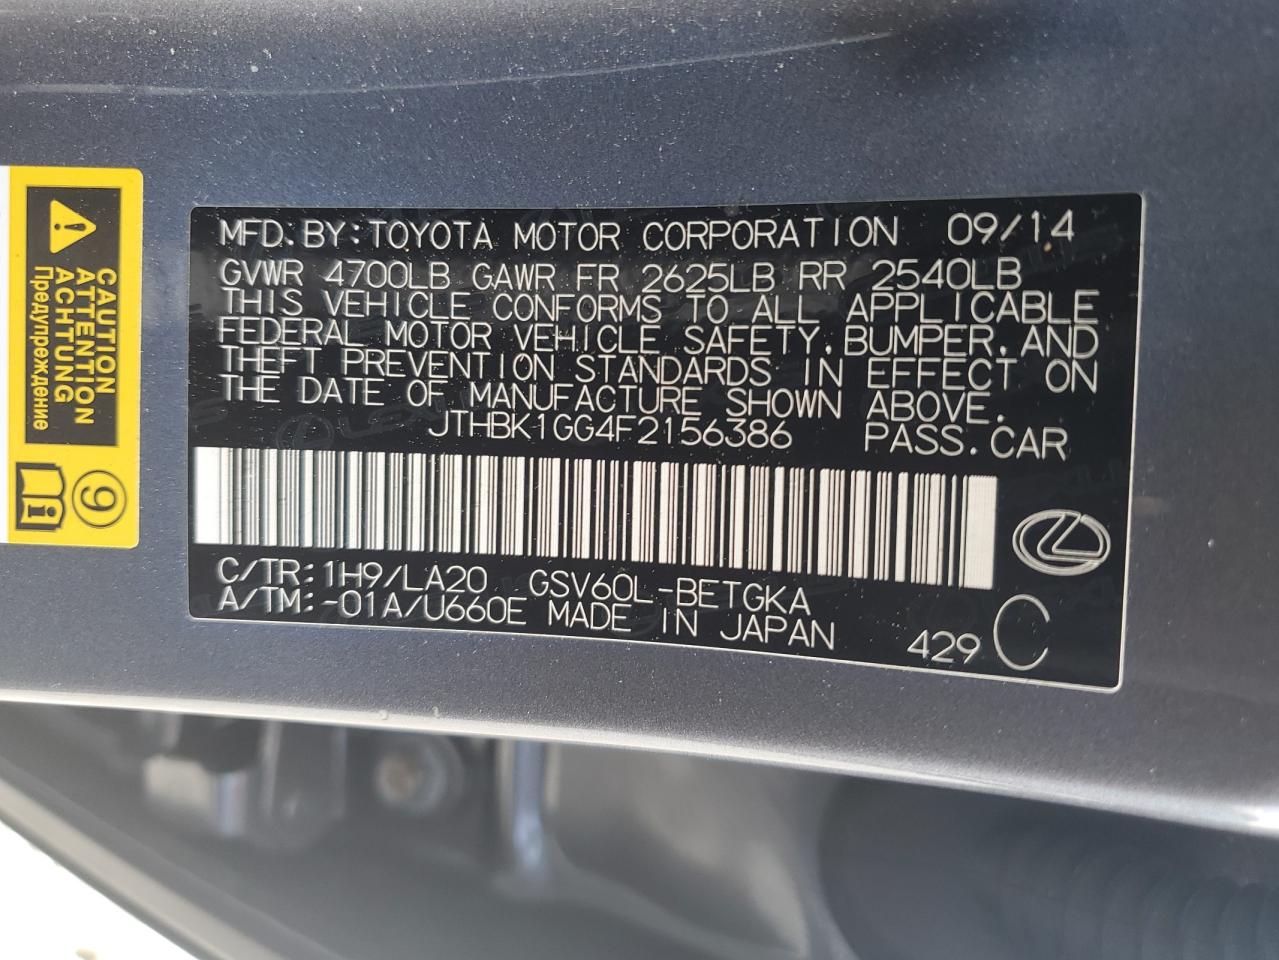 MFD.BY:TOYOTA MOTOR CORPORATION 09/14
GVWR 4700LB GAWR FR 2625LB RR 2540LB
THIS VEHICLE CONFORMS TO ALL APPLICABLE
FEDERAL MOTOR VEHICLE SAFETY,BUMPER,AND
THEFT PREVENTION STANDARDS IN EFFECT ON
THE DATE OF MANUFACTURE SHOWN ABOVE.
JTHBK1GG4F2156386 PASS.CAR
C/TR:1H9/LA20 GSV60L-BETGKA
A/TM:-01A/U660E MADE IN JAPAN
429 C
CAUTION
ATTENTION
ACHTUNG
Предупреждение
9